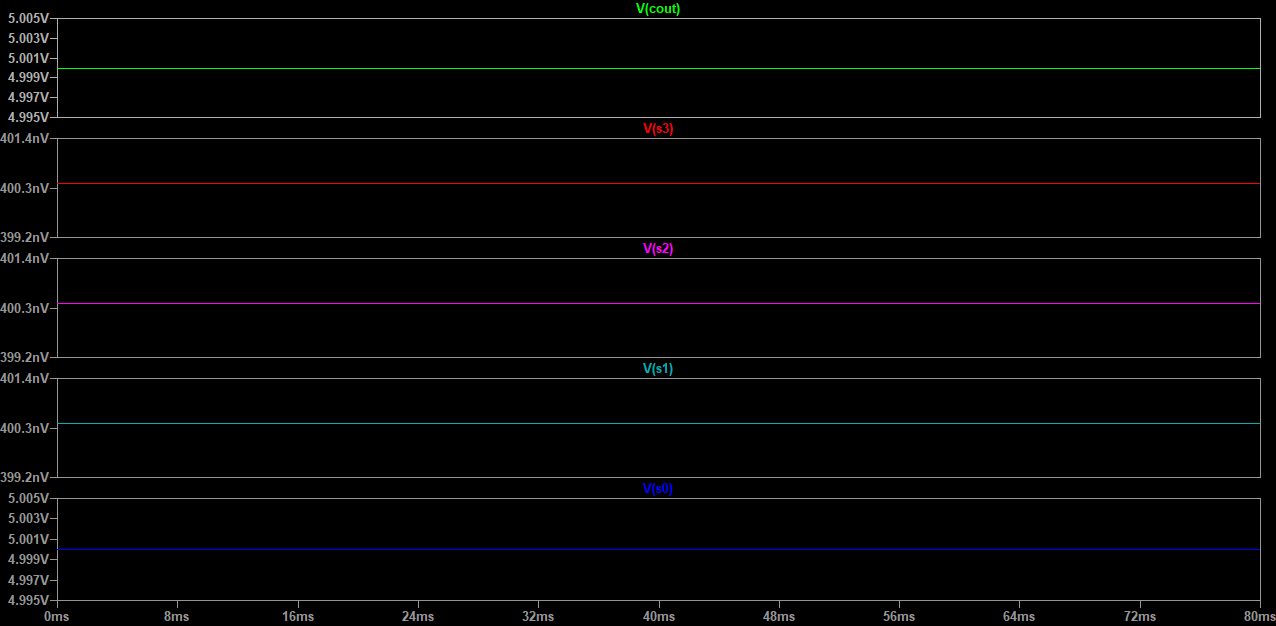 V(cout)
5.005V
5.003V
5.001V
4.999V
4.997V
4.995V
V(s3)
401.4nV
400.3nV
399.2nV
V(s2)
401.4nV
400.3nV
399.2nV
V(s1)
401.4nV
400.3nV
399.2nV
V(s0)
5.005V
5.003V
5.001V
4.999V
4.997V
4.995V
0ms 8ms 16ms 24ms 32ms 40ms 48ms 56ms 64ms 72ms 80ms